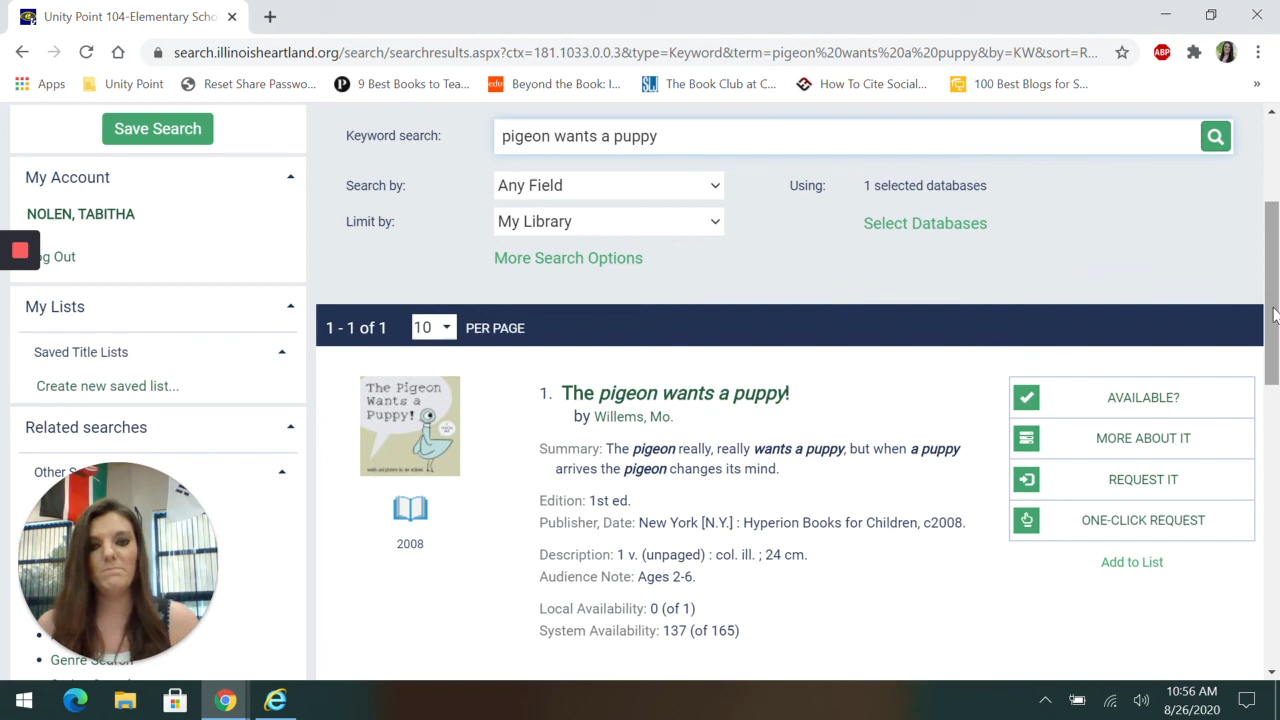 Unity Point 104-Elementary Scho
search.illinoisheartland.org/search/searchresults.aspx?ctx=181.1033.0.0.3&type=Keyword&term=pigeon%20wants%20a%20puppy&by=KW&sort=R...
ABP
Apps Unity Point Reset Share Passwo... 9 Best Books to Tea... Beyond the Book: I... The Book Club at C... How To Cite Social... 100 Best Blogs for S... »
Save Search
My Account
NOLEN, TABITHA
og Out
My Lists
Saved Title Lists
Create new saved list...
Related searches
Other S
Genre Search
Keyword search: pigeon wants a puppy
Search by: Any Field Using: 1 selected databases
Limit by: My Library Select Databases
More Search Options
1 - 1 of 1 10 PER PAGE
The Pigeon
Wants a
Puppy!
2008
1. The pigeon wants a puppy!
by Willems, Mo.
Summary: The pigeon really, really wants a puppy, but when a puppy
arrives the pigeon changes its mind.
Edition: 1st ed.
Publisher, Date: New York [N.Y.] : Hyperion Books for Children, c2008.
Description: 1 v. (unpaged) : col. ill. ; 24 cm.
Audience Note: Ages 2-6.
Local Availability: 0 (of 1)
System Availability: 137 (of 165)
AVAILABLE?
MORE ABOUT IT
REQUEST IT
ONE-CLICK REQUEST
Add to List
10:56 AM
8/26/2020